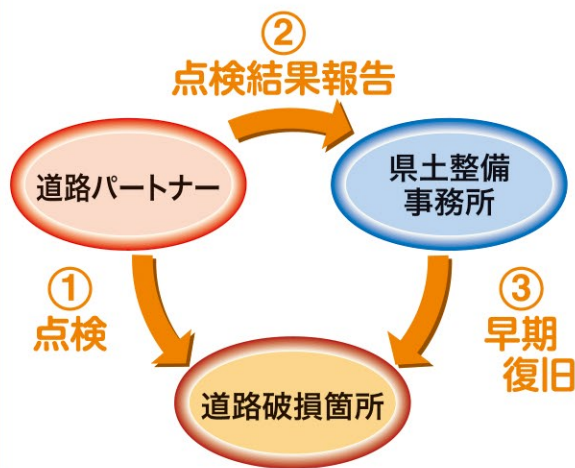 ②
点検結果報告
道路パートナー
県土整備
事務所
①
点検
③
早期
復旧
道路破損箇所